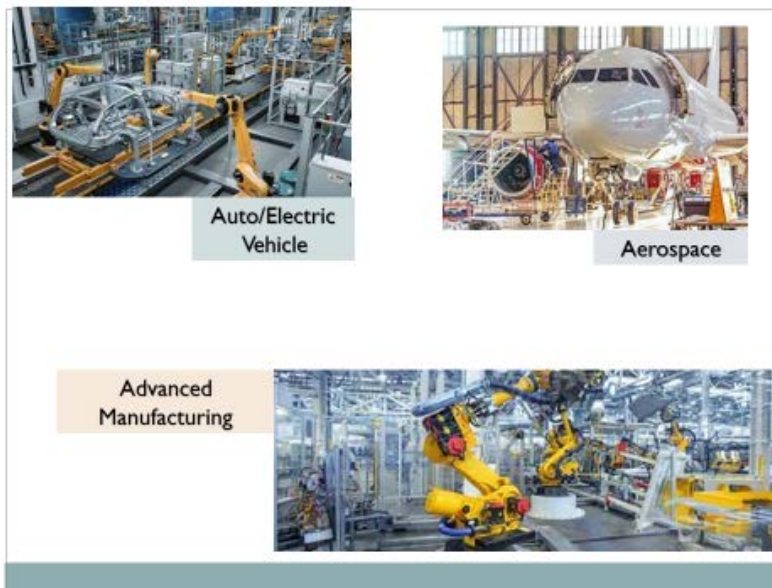 Auto/Electric
Vehicle
Aerospace
Advanced
Manufacturing